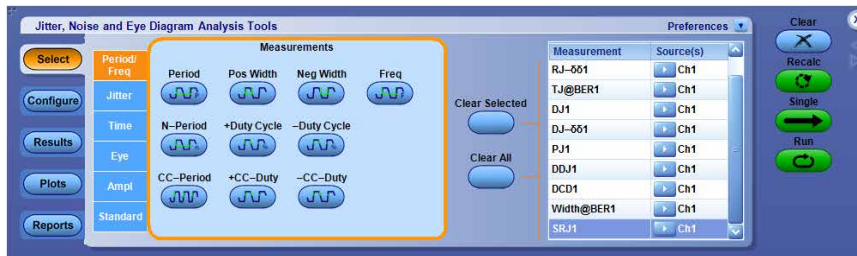 Jitter, Noise and Eye Diagram Analysis Tools
Preferences
Clear
Select
Configure
Results
Plots
Reports
Period/
Freq
Jitter
Time
Eye
Ampl
Standard
Measurements
Period Pos Width Neg Width Freq
N–Period +Duty Cycle –Duty Cycle
CC–Period +CC–Duty –CC–Duty
Clear Selected
Clear All
Measurement Source(s)
RJ–δδ1 Ch1
TJ@BER1 Ch1
DJ1 Ch1
DJ–δδ1 Ch1
PJ1 Ch1
DDJ1 Ch1
DCD1 Ch1
Width@BER1 Ch1
SRJ1 Ch1
Recalc
Single
Run